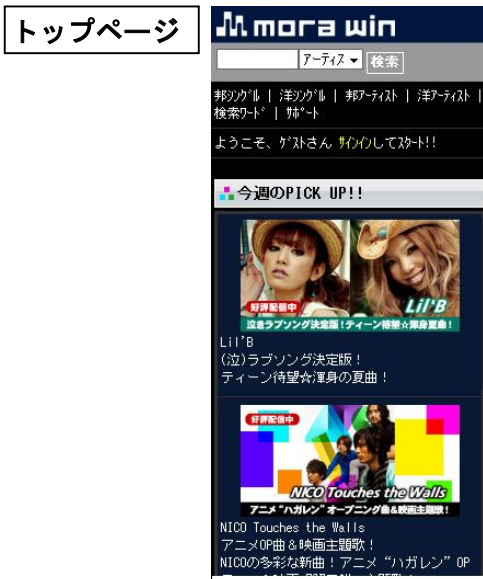 トップページ
mora win
ｱｰﾃｨｽ
検索
邦ｼﾝｸﾞﾙ | 洋ｼﾝｸﾞﾙ | 邦ｱｰﾃｨｽﾄ | 洋ｱｰﾃｨｽﾄ |
検索ﾜｰﾄﾞ | ｻﾎﾟｰﾄ
ようこそ、ｹﾞｽﾄさん ｻｲﾝｲﾝしてｽﾀｰﾄ!!
今週のPICK UP!!
好評配信中
Lil'B
泣きラブソング決定版！ティーン待望☆渾身夏曲！
Lil'B
(泣)ラブソング決定版！
ティーン待望☆渾身の夏曲！
好評配信中
NICO Touches the Walls
アニメ“ハガレン”オープニング曲＆映画主題歌！
NICO Touches the Walls
アニメOP曲＆映画主題歌！
NICOの多彩な新曲！アニメ“ハガレン”OP